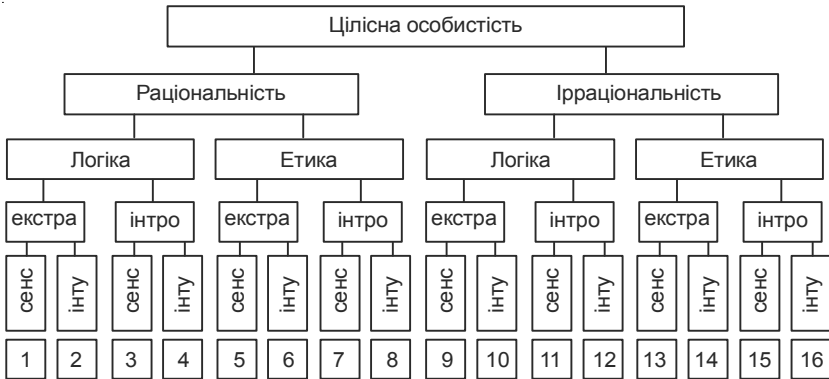 Цілісна особистість
Раціональність Ірраціональність
Логіка Етика Логіка Етика
екстра інтро екстра інтро екстра інтро екстра інтро
сенс інту сенс інту сенс інту сенс інту сенс інту сенс інту сенс інту сенс інту
1 2 3 4 5 6 7 8 9 10 11 12 13 14 15 16